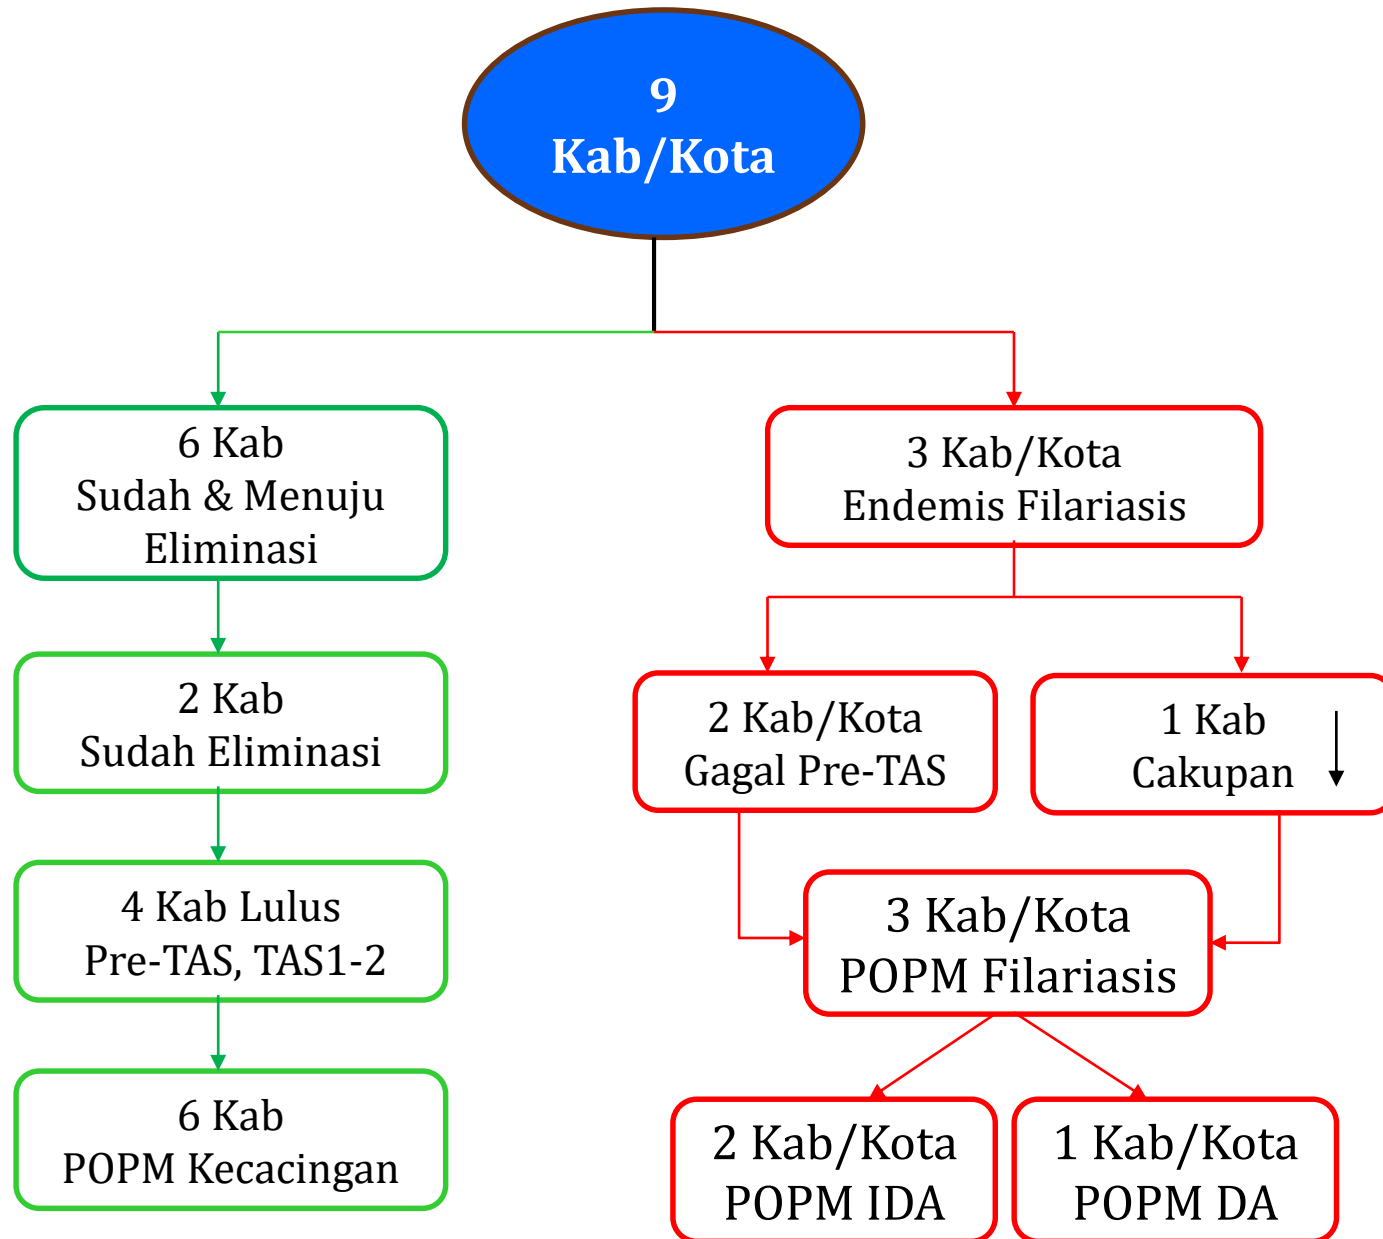 9
Kab/Kota
6 Kab
Sudah & Menuju
Eliminasi
3 Kab/Kota
Endemis Filariasis
2 Kab
Sudah Eliminasi
2 Kab/Kota
Gagal Pre-TAS
1 Kab
Cakupan
4 Kab Lulus
Pre-TAS, TAS1-2
3 Kab/Kota
POPM Filariasis
6 Kab
POPM Kecacingan
2 Kab/Kota
POPM IDA
1 Kab/Kota
POPM DA